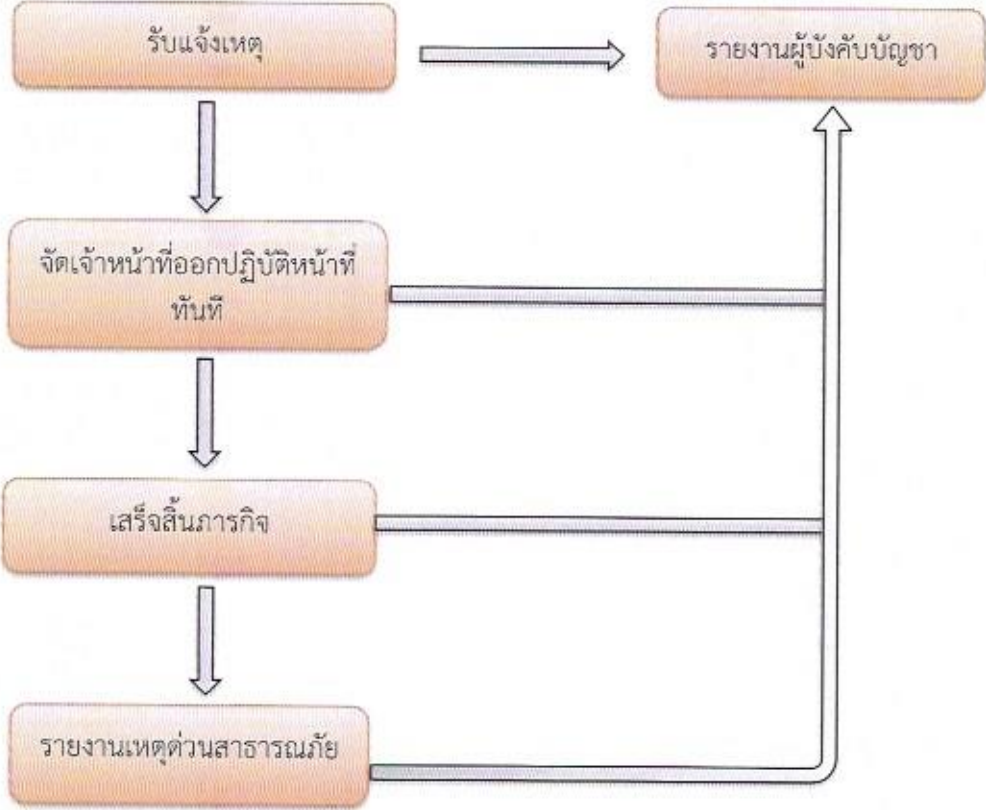 รับแจ้งเหตุ
รายงานผู้บังคับบัญชา
จัดเจ้าหน้าที่ออกปฏิบัติหน้าที่
ทันที
เสร็จสิ้นภารกิจ
รายงานเหตุด่วนสาธารณภัย